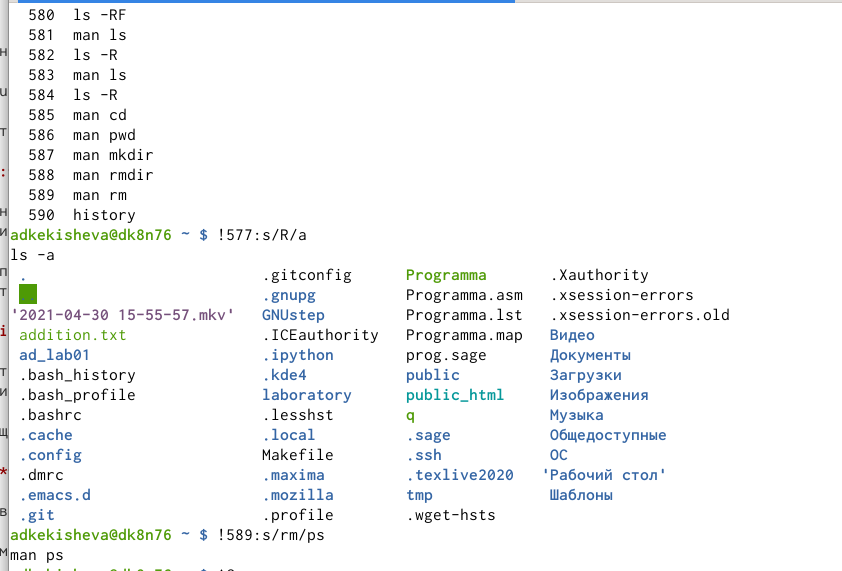 580  ls -RF
581  man ls
582  ls -R
583  man ls
584  ls -R
585  man cd
586  man pwd
587  man mkdir
588  man rmdir
589  man rm
590  history
adkekisheva@dk8n76 ~ $ !577:s/R/a
ls -a
. .gitconfig Programma .Xauthority
.. .gnupg Programma.asm .xsession-errors
'2021-04-30 15-55-57.mkv' GNUstep Programma.lst .xsession-errors.old
addition.txt .ICEauthority Programma.map Видео
ad_lab01 .ipython prog.sage Документы
.bash_history .kde4 public Загрузки
.bash_profile laboratory public_html Изображения
.bashrc .lesshst q Музыка
.cache .local .sage Общедоступные
.config Makefile .ssh ОС
.dmrc .maxima .texlive2020 'Рабочий стол'
.emacs.d .mozilla tmp Шаблоны
.git .profile .wget-hsts
adkekisheva@dk8n76 ~ $ !589:s/rm/ps
man ps